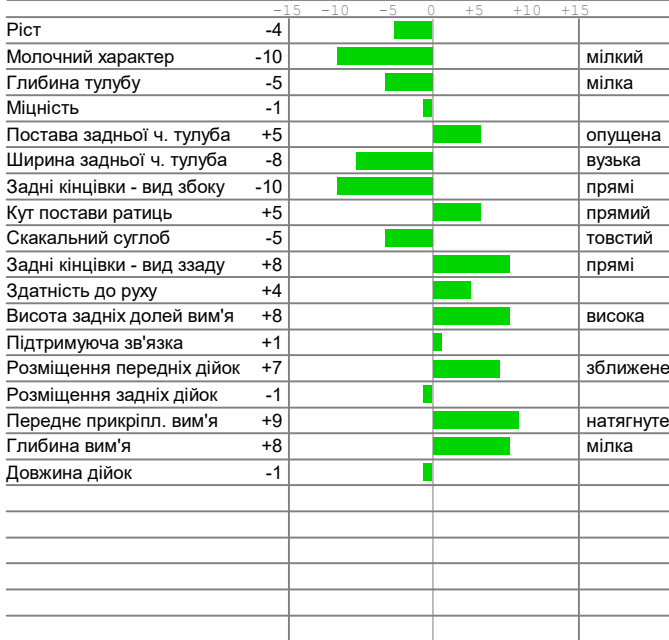 -15 -10 -5 0 +5 +10 +15
Ріст -4
Молочний характер -10 мілкий
Глибина тулубу -5 мілка
Міцність -1
Постава задньої ч. тулуба +5 опущена
Ширина задньої ч. тулуба -8 вузька
Задні кінцівки - вид збоку -10 прямі
Кут постави ратиць +5 прямий
Скакальний суглоб -5 товстий
Задні кінцівки - вид ззаду +8 прямі
Здатність до руху +4
Висота задніх долей вим'я +8 висока
Підтримуюча зв'язка +1
Розміщення передніх дійок +7 зближене
Розміщення задніх дійок -1
Переднє прикріпл. вим'я +9 натягнуте
Глибина вим'я +8 мілка
Довжина дійок -1